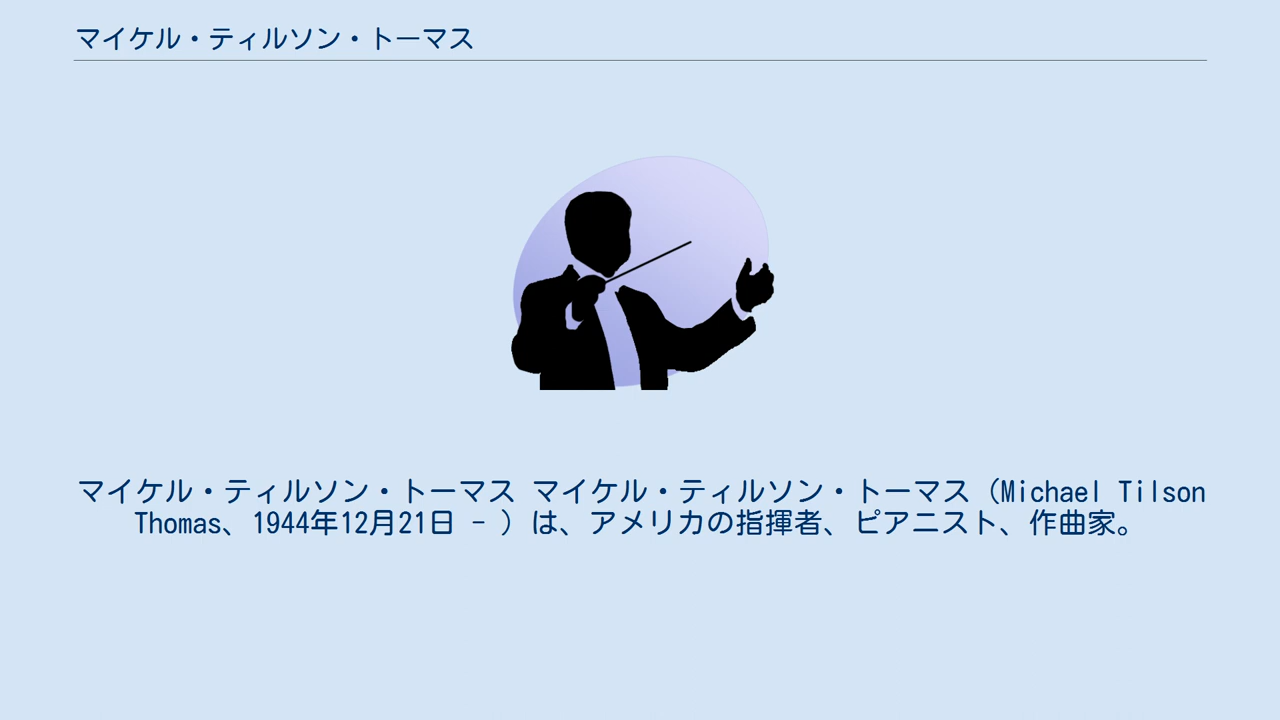 マイケル・ティルソン・トーマス
マイケル・ティルソン・トーマス マイケル・ティルソン・トーマス（Michael Tilson
Thomas、1944年12月21日 - ）は、アメリカの指揮者、ピアニスト、作曲家。